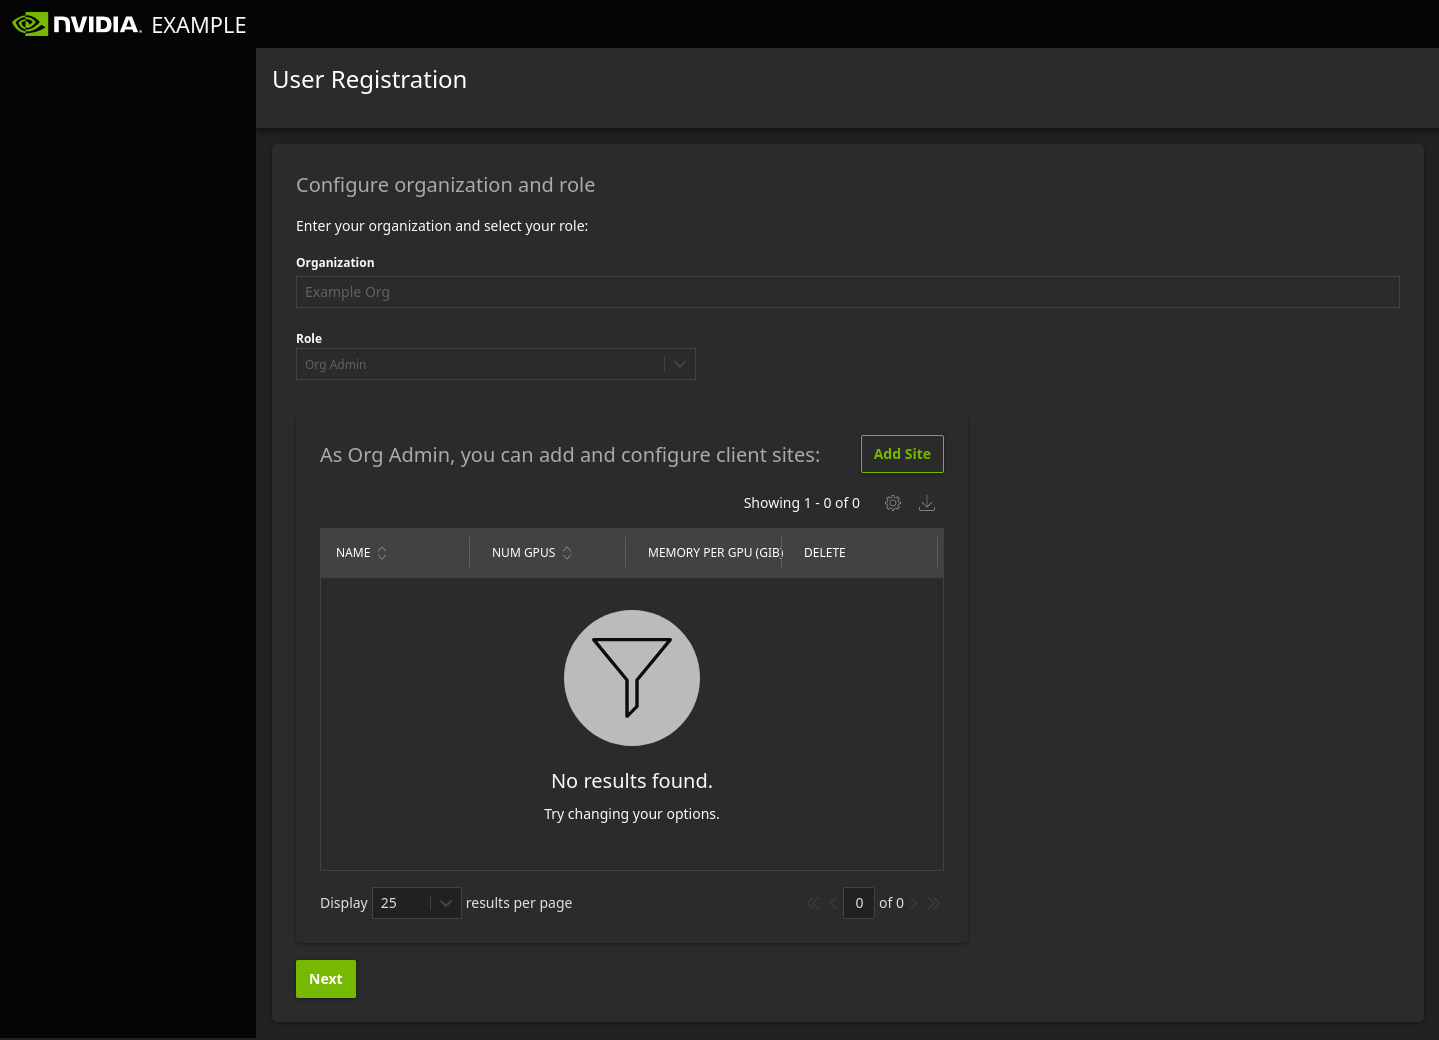 NVIDIA. EXAMPLE
User Registration
Configure organization and role
Enter your organization and select your role:
Organization
Example Org
Role
Org Admin
As Org Admin, you can add and configure client sites:
Add Site
Showing 1 - 0 of 0
NAME NUM GPUS MEMORY PER GPU (GIB) DELETE
No results found.
Try changing your options.
Display 25 results per page 0 of 0
Next